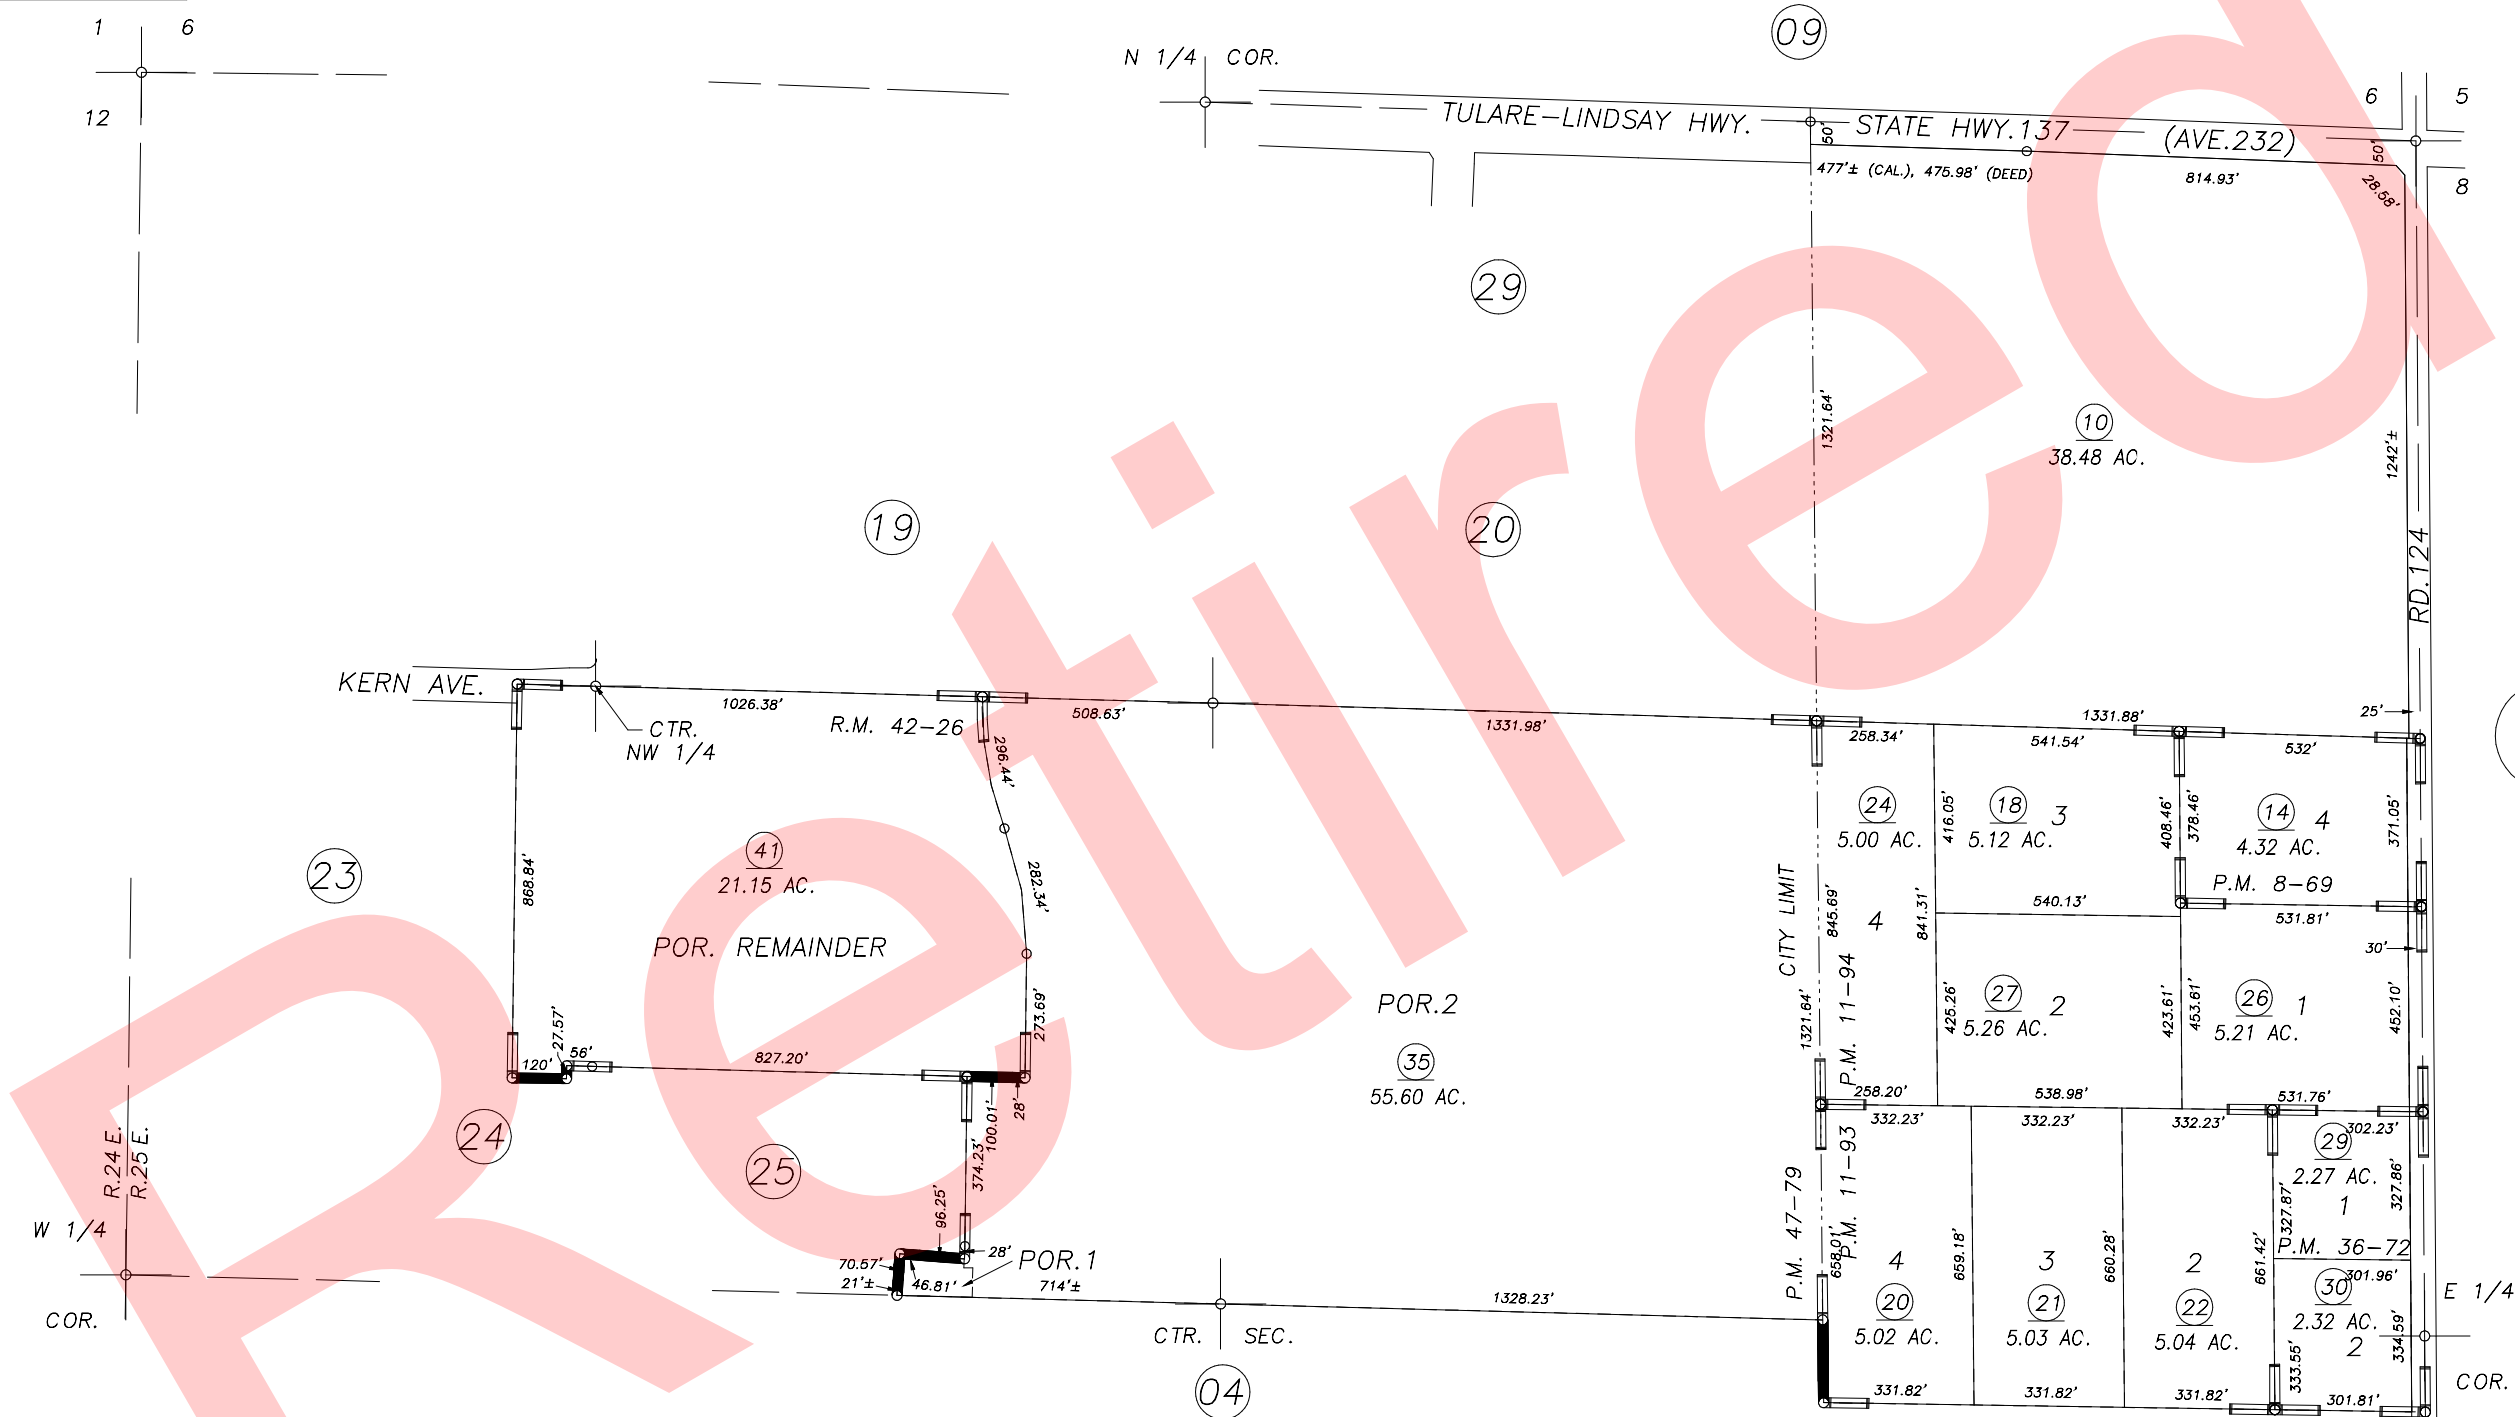 1 6
12
N 1/4 COR.
09
TULARE-LINDSAY HWY.
STATE HWY.137
(AVE.232)
6 5
8
50'
50'
477'± (CAL.), 475.98' (DEED)
814.93'
28.58'
29
1321.64'
10
38.48 AC.
1242'±
RD.124
19
20
KERN AVE.
CTR.
NW 1/4
1026.38'
R.M. 42-26
508.63'
1331.98'
258.34'
1331.88'
541.54'
532'
25'
296.44'
282.34'
273.69'
868.84'
23
41
21.15 AC.
POR. REMAINDER
24
5.00 AC.
4
416.05'
18 3
5.12 AC.
408.46'
378.46'
14 4
4.32 AC.
371.05'
P.M. 8-69
540.13'
531.81'
30'
CITY LIMIT
845.69'
841.31'
P.M. 11-94
1321.64'
POR.2
35
55.60 AC.
425.26'
27 2
5.26 AC.
423.61'
453.61'
26 1
5.21 AC.
452.10'
27.57'
120'
56'
827.20'
100.01'
28'
374.23'
258.20'
538.98'
531.76'
332.23'
332.23'
332.23'
302.23'
R.24 E.
R.25 E.
24
25
96.25'
28'
POR.1
70.57'
21'±
46.81'
714'±
1328.23'
P.M. 47-79
P.M. 11-93
658.01'
4
20
5.02 AC.
659.18'
3
21
5.03 AC.
660.28'
2
22
5.04 AC.
661.42'
29
2.27 AC.
1
327.87'
327.86'
P.M. 36-72
301.96'
30
2.32 AC.
2
333.55'
334.59'
W 1/4
COR.
CTR. SEC.
04
E 1/4
COR.
331.82'
331.82'
331.82'
301.81'
Retired